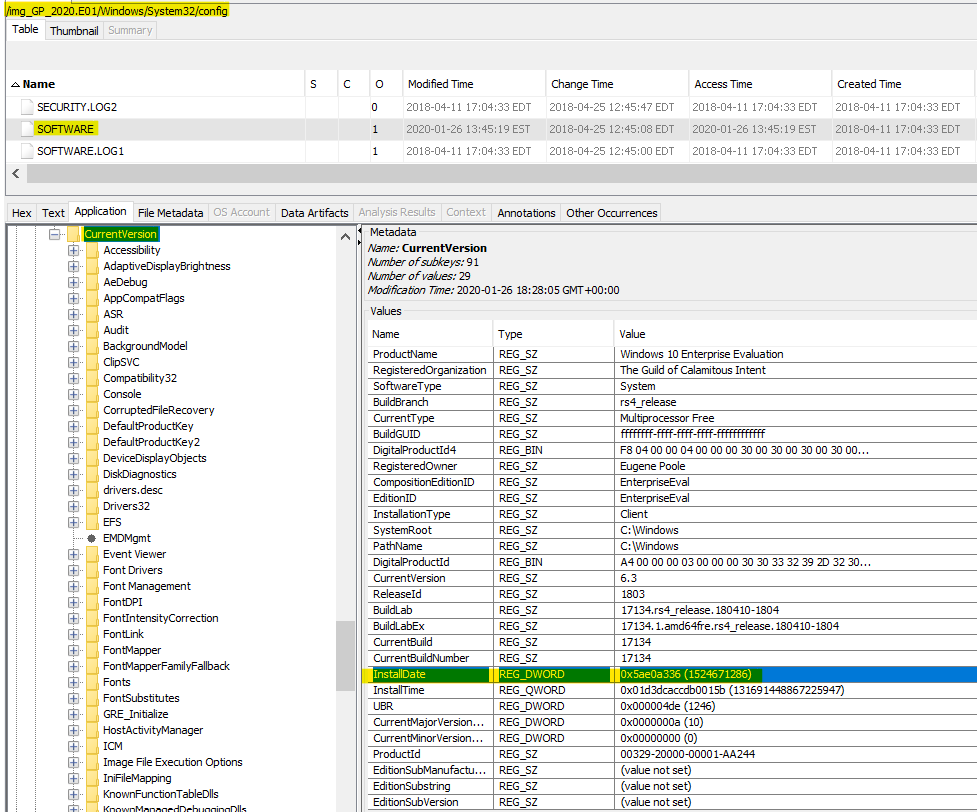 /img_GP_2020.E01/Windows/System32/config
Table Thumbnail Summary
Name S C O Modified Time Change Time Access Time Created Time
SECURITY.LOG2 0 2018-04-11 17:04:33 EDT 2018-04-25 12:45:47 EDT 2018-04-11 17:04:33 EDT 2018-04-11 17:04:33 EDT
SOFTWARE 1 2020-01-26 13:45:19 EST 2018-04-25 12:45:08 EDT 2020-01-26 13:45:19 EST 2018-04-11 17:04:33 EDT
SOFTWARE.LOG1 1 2018-04-11 17:04:33 EDT 2018-04-25 12:45:00 EDT 2018-04-11 17:04:33 EDT 2018-04-11 17:04:33 EDT
Hex Text Application File Metadata OS Account Data Artifacts Analysis Results Context Annotations Other Occurrences
CurrentVersion
Accessibility
AdaptiveDisplayBrightness
AeDebug
AppCompatFlags
ASR
Audit
BackgroundModel
ClipSVC
Compatibility32
Console
CorruptedFileRecovery
DefaultProductKey
DefaultProductKey2
DeviceDisplayObjects
DiskDiagnostics
drivers.desc
Drivers32
EFS
EMDMgmt
Event Viewer
Font Drivers
Font Management
FontDPI
FontIntensityCorrection
FontLink
FontMapper
FontMapperFamilyFallback
Fonts
FontSubstitutes
GRE_Initialize
HostActivityManager
ICM
Image File Execution Options
IniFileMapping
KnownFunctionTableDlls
KnownManagedDebuggingDlls
Metadata
Name: CurrentVersion
Number of subkeys: 91
Number of values: 29
Modification Time: 2020-01-26 18:28:05 GMT+00:00
Values
Name Type Value
ProductName REG_SZ Windows 10 Enterprise Evaluation
RegisteredOrganization REG_SZ The Guild of Calamitous Intent
SoftwareType REG_SZ System
BuildBranch REG_SZ rs4_release
CurrentType REG_SZ Multiprocessor Free
BuildGUID REG_SZ ffffffff-ffff-ffff-ffff-ffffffffffff
DigitalProductId4 REG_BIN F8 04 00 00 04 00 00 00 30 00 30 00 30 00 30 00...
RegisteredOwner REG_SZ Eugene Poole
CompositionEditionID REG_SZ EnterpriseEval
EditionID REG_SZ EnterpriseEval
InstallationType REG_SZ Client
SystemRoot REG_SZ C:\Windows
PathName REG_SZ C:\Windows
DigitalProductId REG_BIN A4 00 00 00 03 00 00 00 30 30 33 32 39 2D 32 30...
CurrentVersion REG_SZ 6.3
ReleaseId REG_SZ 1803
BuildLab REG_SZ 17134.rs4_release.180410-1804
BuildLabEx REG_SZ 17134.1.amd64fre.rs4_release.180410-1804
CurrentBuild REG_SZ 17134
CurrentBuildNumber REG_SZ 17134
InstallDate REG_DWORD 0x5ae0a336 (1524671286)
InstallTime REG_QWORD 0x01d3dcaccdb0015b (131691448867225947)
UBR REG_DWORD 0x000004de (1246)
CurrentMajorVersion... REG_DWORD 0x0000000a (10)
CurrentMinorVersion... REG_DWORD 0x00000000 (0)
ProductId REG_SZ 00329-20000-00001-AA244
EditionSubManufactu... REG_SZ (value not set)
EditionSubstring REG_SZ (value not set)
EditionSubVersion REG_SZ (value not set)